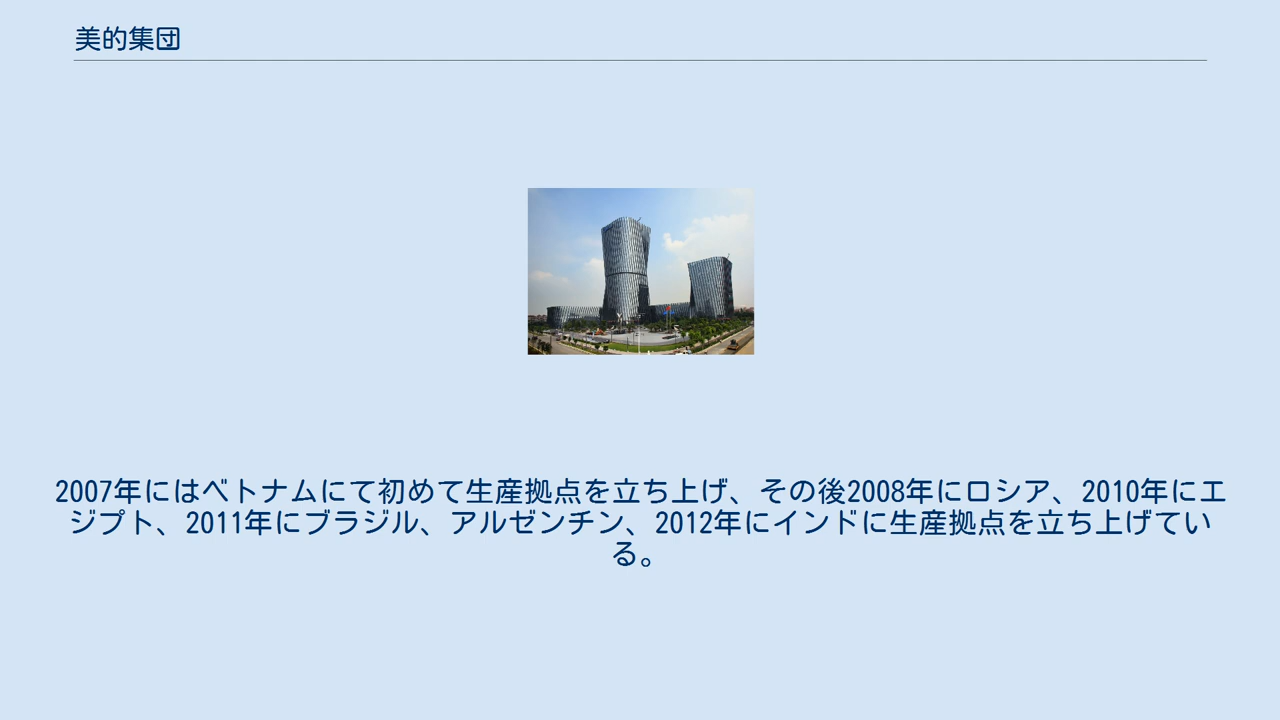 美的集団
2007年にはベトナムにて初めて生産拠点を立ち上げ、その後2008年にロシア、2010年にエ
ジプト、2011年にブラジル、アルゼンチン、2012年にインドに生産拠点を立ち上げてい
る。